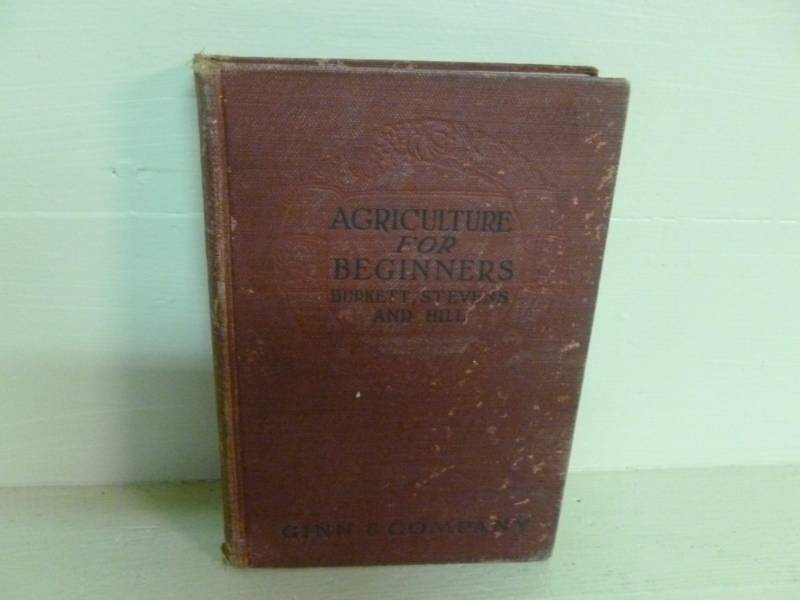 AGRICULTURE
FOR
BEGINNERS
BURKETT, STEVENS
AND HILL
GINN & COMPANY